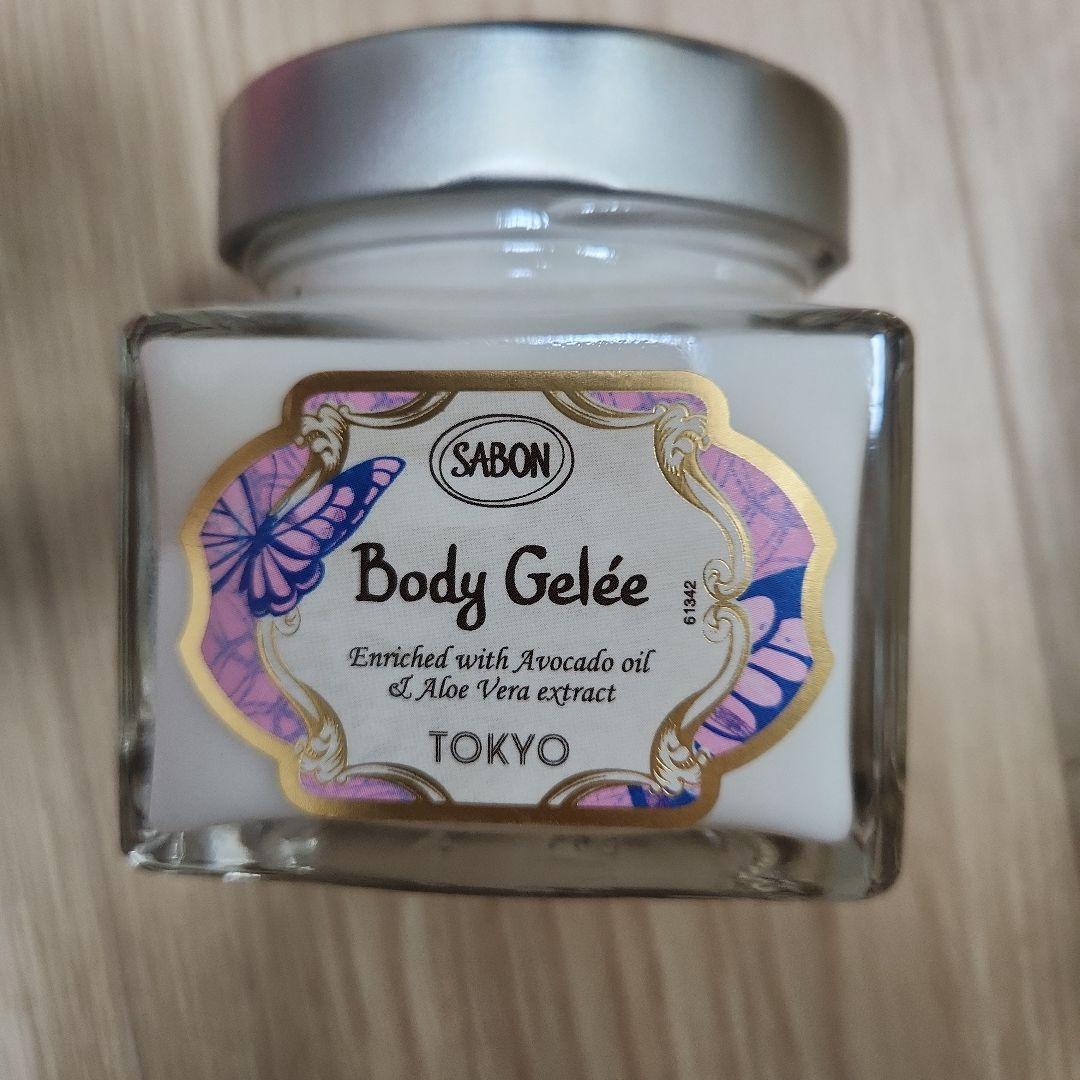 SABON
Body Gelée
61342
Enriched with Avocado oil
& Aloe Vera extract
TOKYO